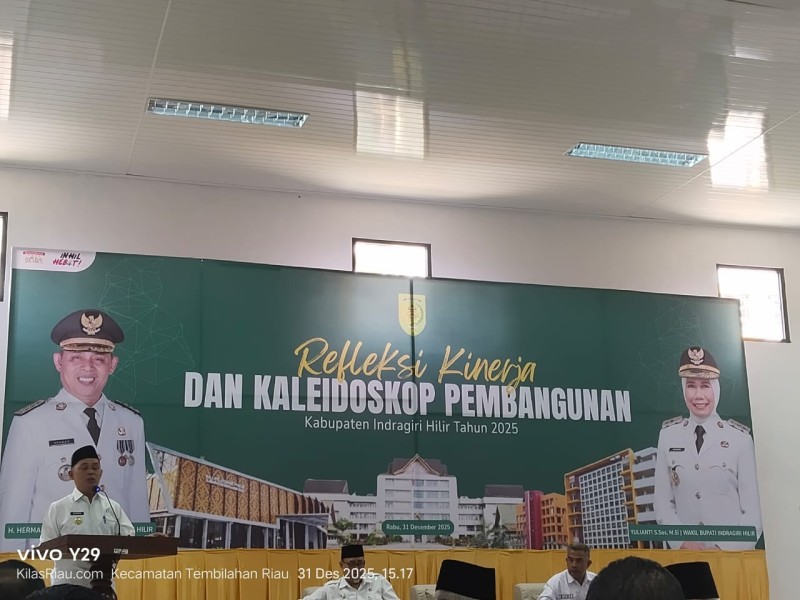 INHIL
HEBAT!
Refleksi Kinerja
DAN KALEIDOSKOP PEMBANGUNAN
Kabupaten Indragiri Hilir Tahun 2025
Rabu, 31 Desember 2025
H. HERMAN
HILIR
YULIANTI S.Sos, M.Si | WAKIL BUPATI INDRAGIRI HILIR
vivo Y29
KilasRiau.com Kecamatan Tembilahan Riau 31 Des 2025, 15.17